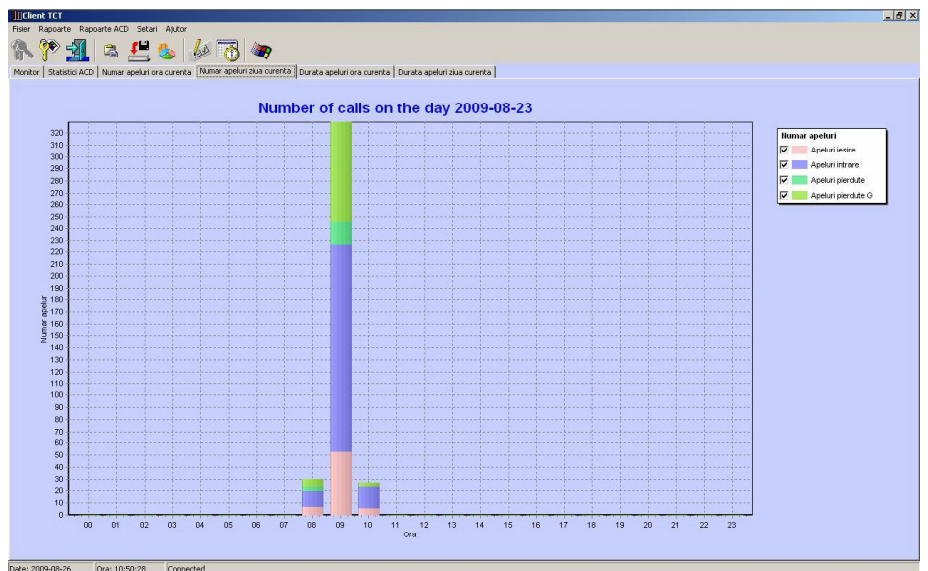 Client TCT
Fisier Rapoarte Rapoarte ACD Setari Ajutor
Monitor Statistici ACD Numar apeluri ora curenta Numar apeluri ziua curenta Durata apeluri ora curenta Durata apeluri ziua curenta
Number of calls on the day 2009-08-23
Numar apeluri
Apeluri iesire
Apeluri intrare
Apeluri pierdute
Apeluri pierdute G
320
310
300
290
280
270
260
250
240
230
220
210
200
190
180
170
160
150
140
130
120
110
100
90
80
70
60
50
40
30
20
10
0
Numar apelur
00 01 02 03 04 05 06 07 08 09 10 11 12 13 14 15 16 17 18 19 20 21 22 23
Ora
Date: 2009-08-26 Ora: 10:50:28 Connected